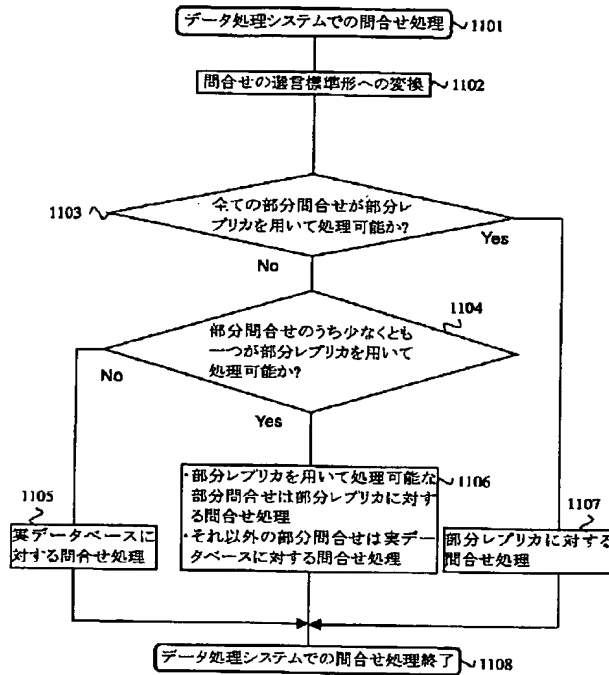 データ処理システムでの問合せ処理
1101
問合せの選言標準形への変換
1102
1103
全ての部分問合せが部分レ
プリカを用いて処理可能か?
Yes
No
1104
部分問合せのうち少なくとも
一つが部分レプリカを用いて
処理可能か?
No
Yes
1105
実データベースに
対する問合せ処理
1106
・部分レプリカを用いて処理可能な
部分問合せは部分レプリカに対す
る問合せ処理
・それ以外の部分問合せは実デー
タベースに対する問合せ処理
1107
部分レプリカに対する
問合せ処理
データ処理システムでの問合せ処理終了
1108